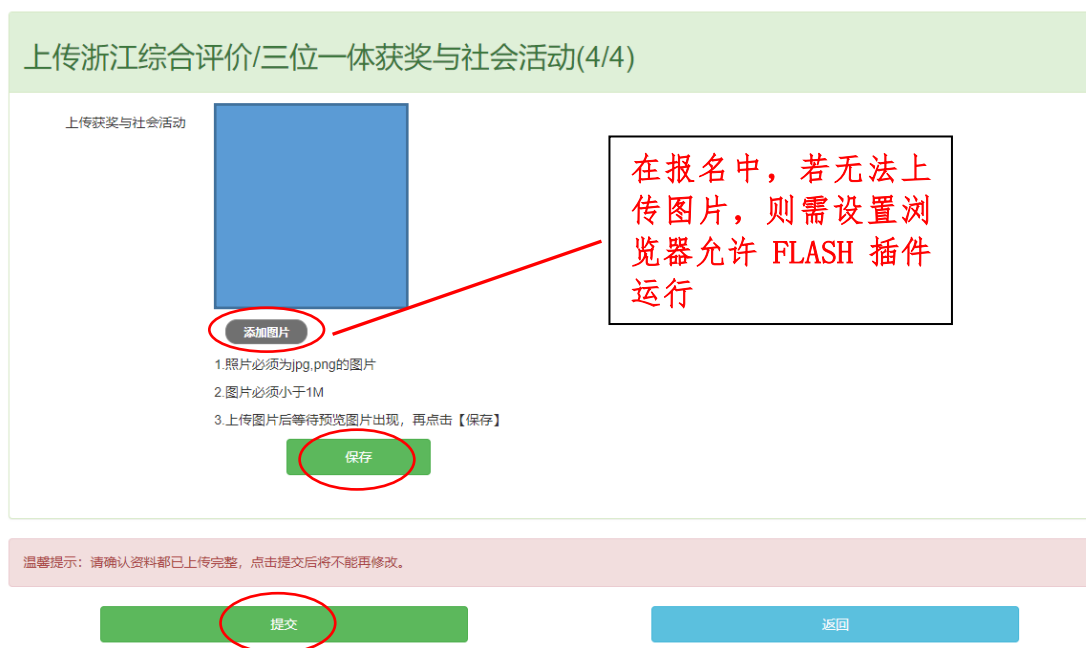 上传浙江综合评价/三位一体获奖与社会活动(4/4)
上传获奖与社会活动
在报名中，若无法上
传图片，则需设置浏
览器允许 FLASH 插件
运行
添加图片
1.照片必须为jpg,png的图片
2.图片必须小于1M
3.上传图片后等待预览图片出现，再点击【保存】
保存
温馨提示：请确认资料都已上传完整，点击提交后将不能再修改。
提交
返回